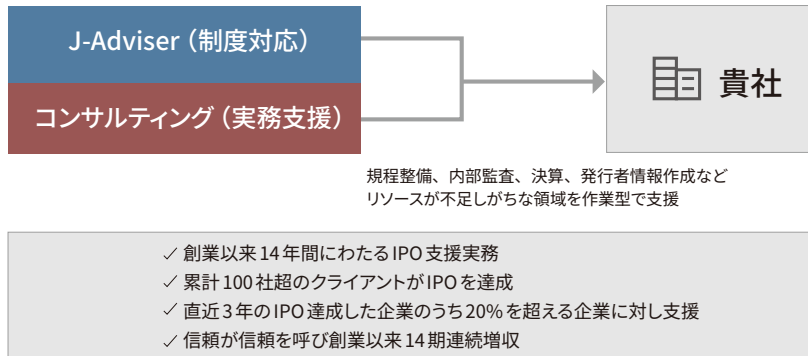 J-Adviser（制度対応）
コンサルティング（実務支援）
貴社
規程整備、内部監査、決算、発行者情報作成など
リソースが不足しがちな領域を作業型で支援
✓ 創業以来14年間にわたるIPO支援実務
✓ 累計100社超のクライアントがIPOを達成
✓ 直近3年のIPO達成した企業のうち20%を超える企業に対し支援
✓ 信頼が信頼を呼び創業以来14期連続増収